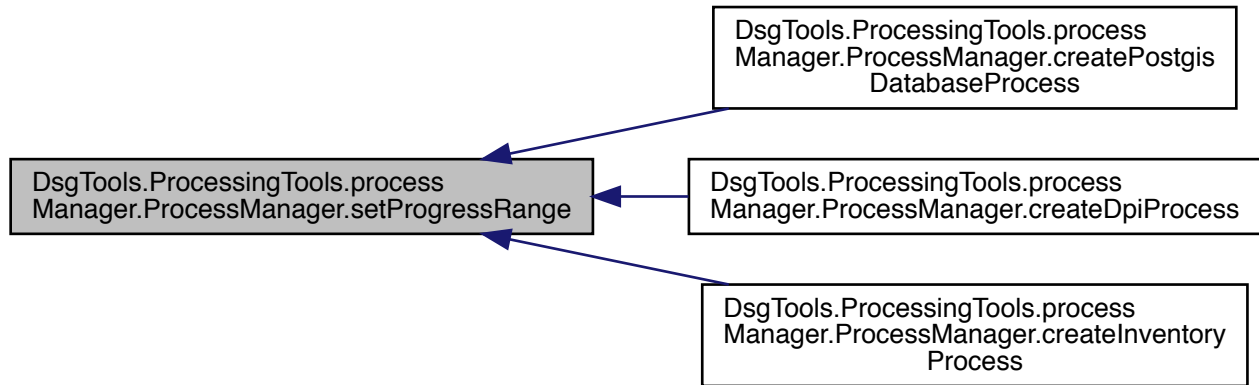 DsgTools.ProcessingTools.process
Manager.ProcessManager.createPostgis
DatabaseProcess
DsgTools.ProcessingTools.process
Manager.ProcessManager.setProgressRange
DsgTools.ProcessingTools.process
Manager.ProcessManager.createDpiProcess
DsgTools.ProcessingTools.process
Manager.ProcessManager.createInventory
Process